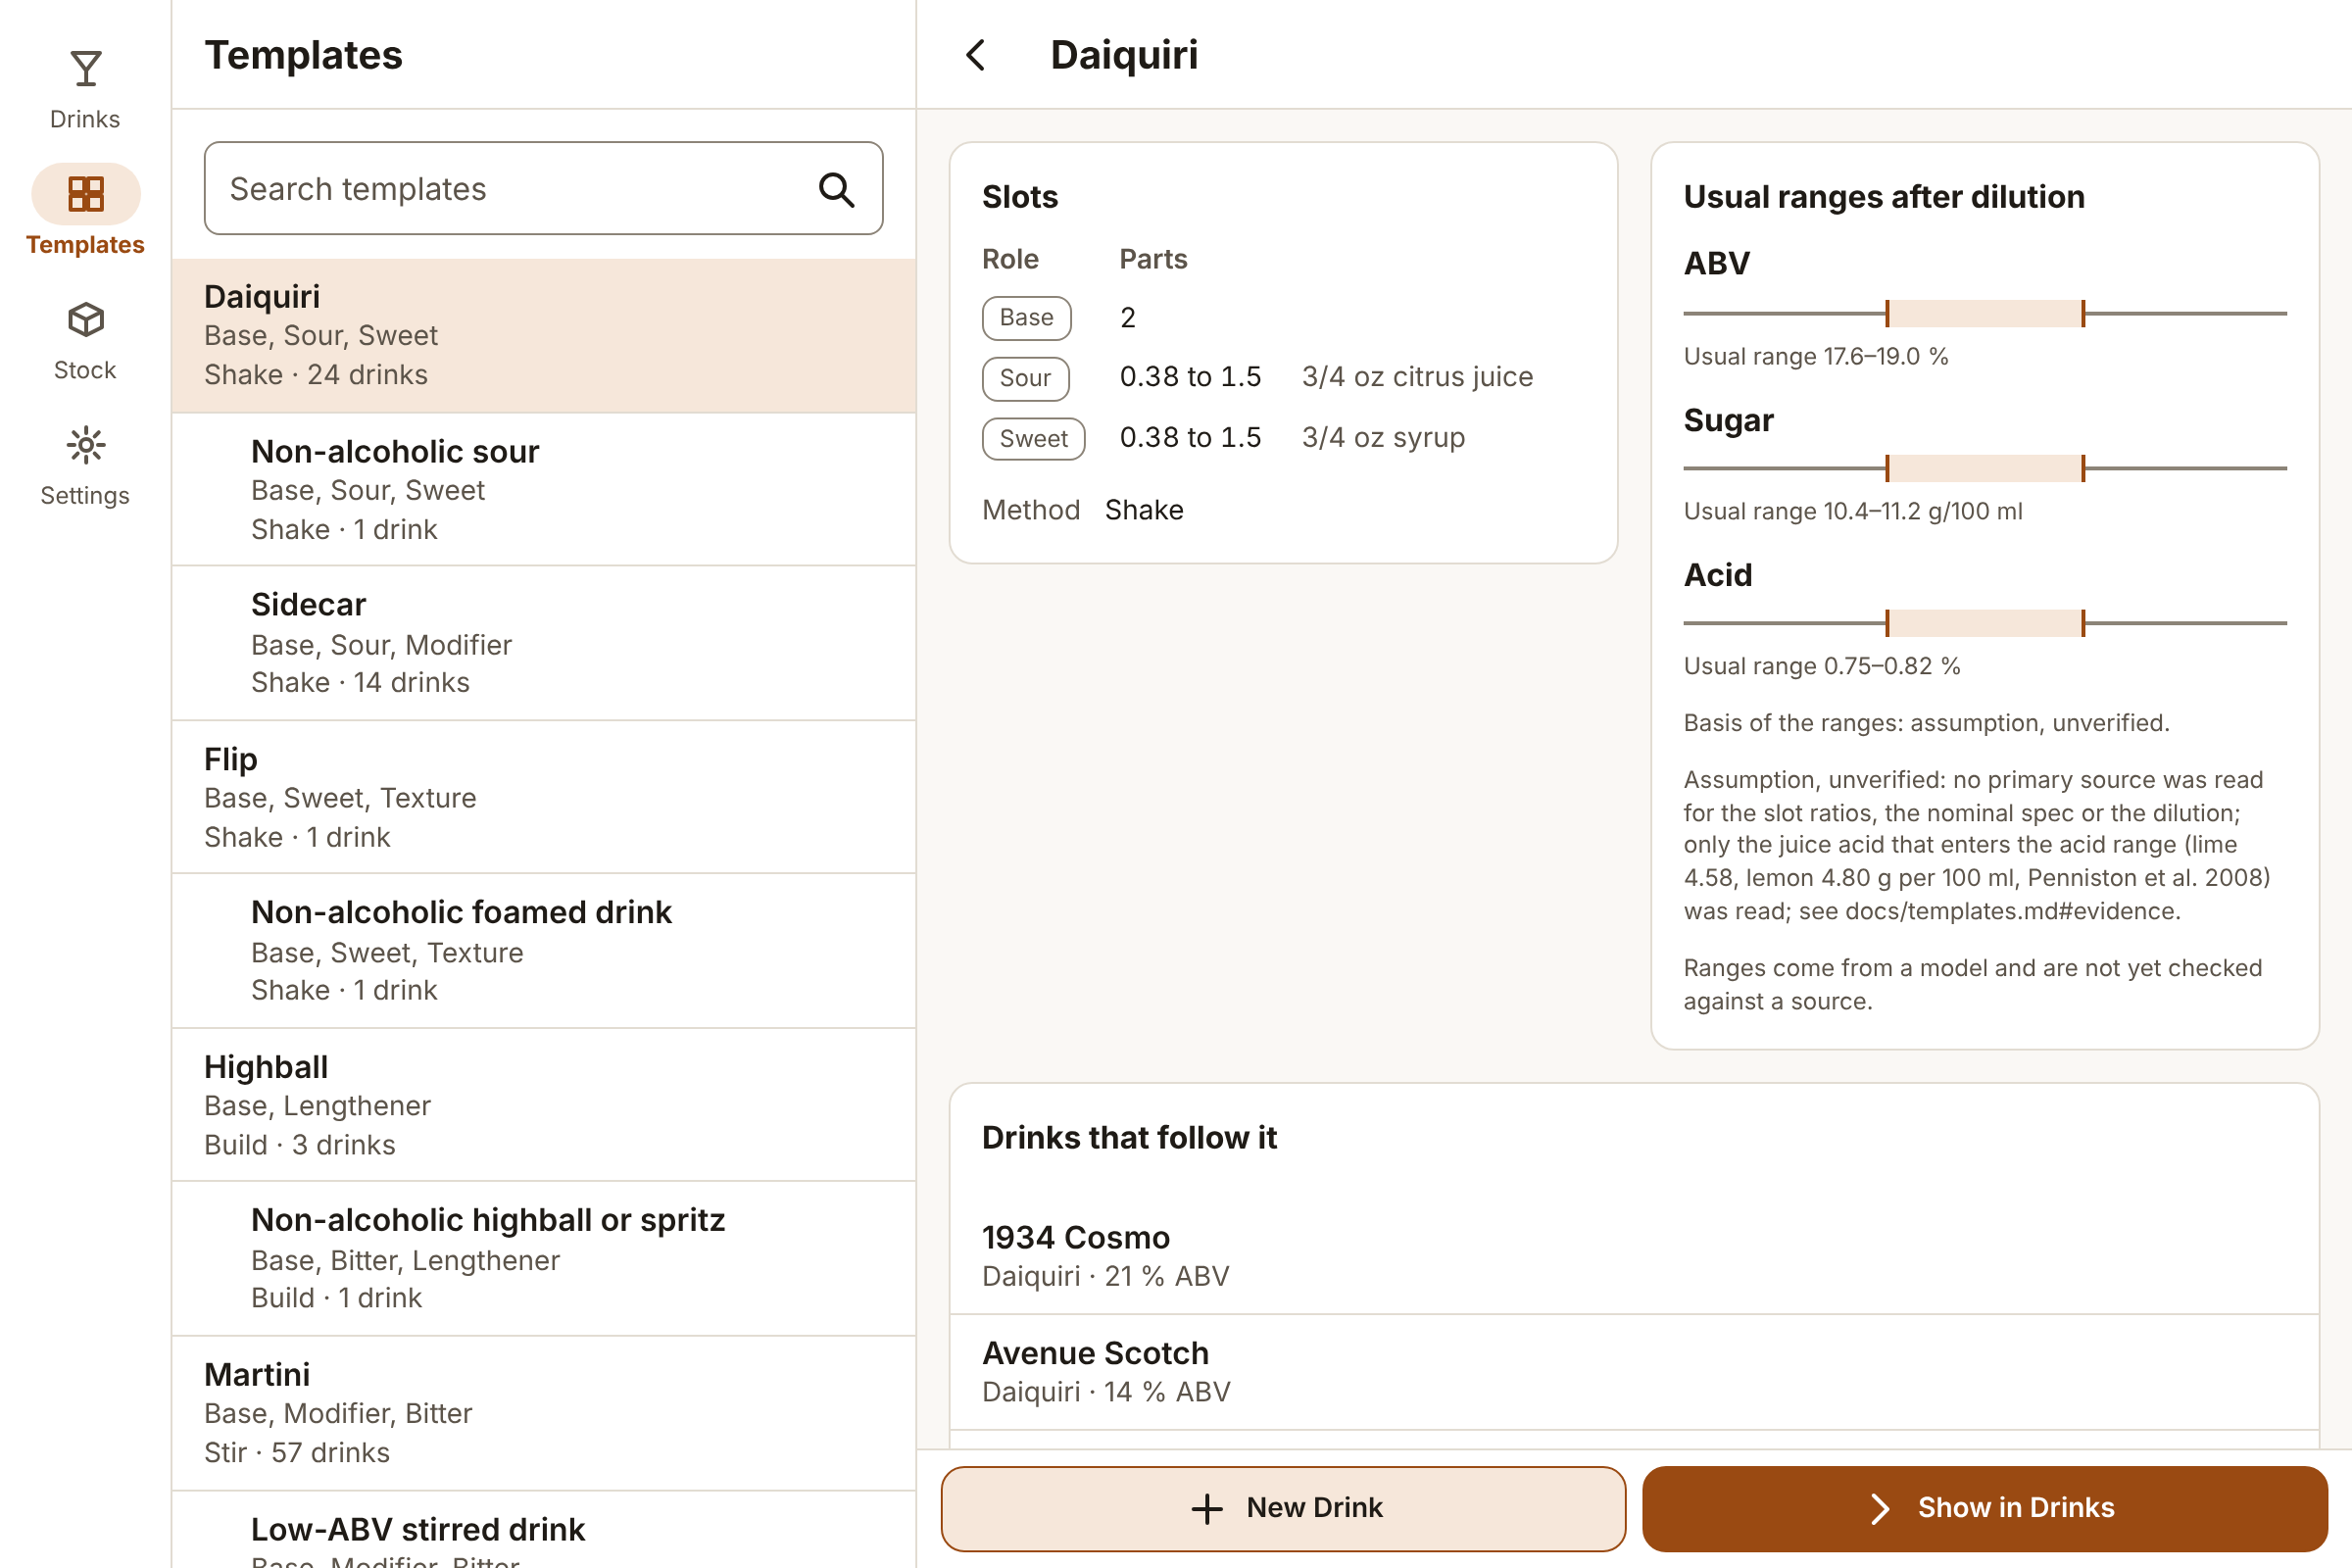 Drinks
Templates
Stock
Settings
Templates
Search templates
Daiquiri
Base, Sour, Sweet
Shake · 24 drinks
Non-alcoholic sour
Base, Sour, Sweet
Shake · 1 drink
Sidecar
Base, Sour, Modifier
Shake · 14 drinks
Flip
Base, Sweet, Texture
Shake · 1 drink
Non-alcoholic foamed drink
Base, Sweet, Texture
Shake · 1 drink
Highball
Base, Lengthener
Build · 3 drinks
Non-alcoholic highball or spritz
Base, Bitter, Lengthener
Build · 1 drink
Martini
Base, Modifier, Bitter
Stir · 57 drinks
Low-ABV stirred drink
Base, Modifier, Bitter
Daiquiri
Slots
Role Parts
Base 2
Sour 0.38 to 1.5 3/4 oz citrus juice
Sweet 0.38 to 1.5 3/4 oz syrup
Method Shake
Usual ranges after dilution
ABV
Usual range 17.6–19.0 %
Sugar
Usual range 10.4–11.2 g/100 ml
Acid
Usual range 0.75–0.82 %
Basis of the ranges: assumption, unverified.
Assumption, unverified: no primary source was read
for the slot ratios, the nominal spec or the dilution;
only the juice acid that enters the acid range (lime
4.58, lemon 4.80 g per 100 ml, Penniston et al. 2008)
was read; see docs/templates.md#evidence.
Ranges come from a model and are not yet checked
against a source.
Drinks that follow it
1934 Cosmo
Daiquiri · 21 % ABV
Avenue Scotch
Daiquiri · 14 % ABV
New Drink
Show in Drinks